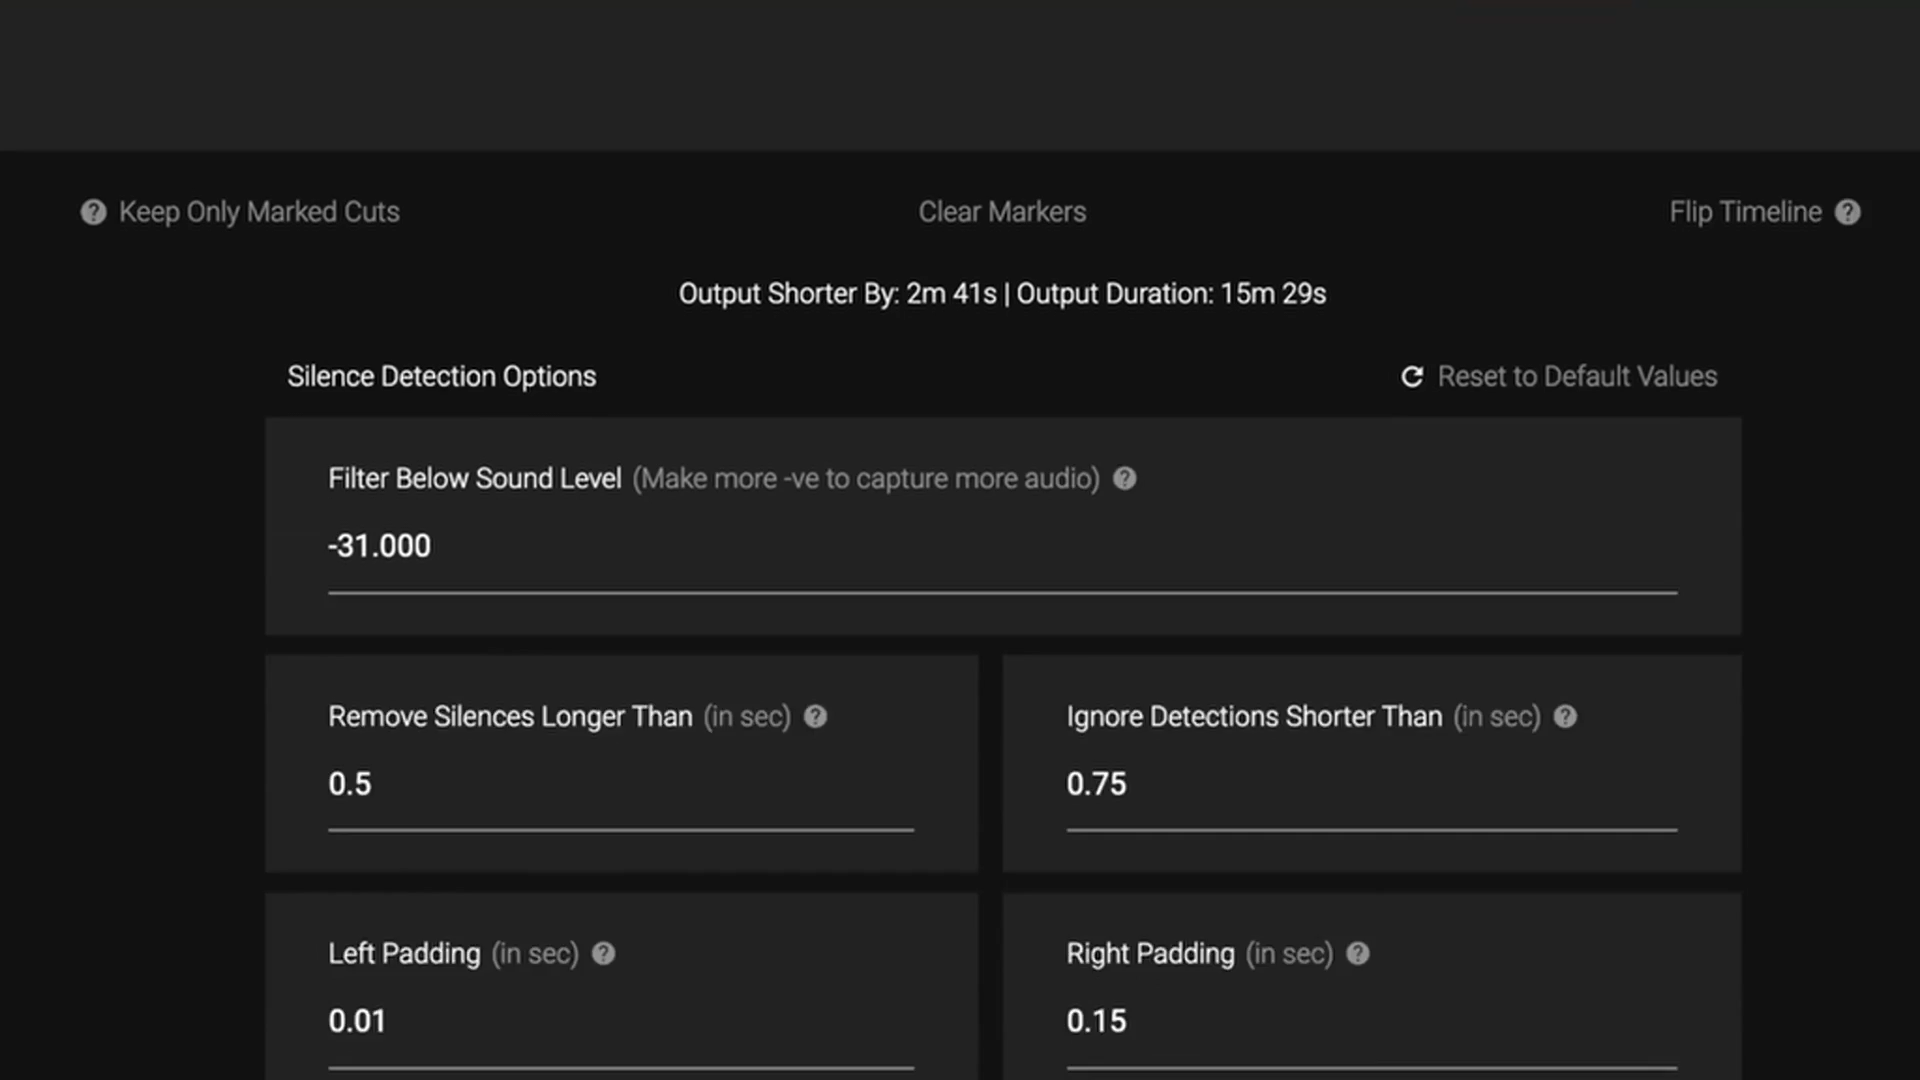 Keep Only Marked Cuts
Clear Markers
Flip Timeline
Output Shorter By: 2m 41s | Output Duration: 15m 29s
Silence Detection Options
Reset to Default Values
Filter Below Sound Level (Make more -ve to capture more audio)
-31.000
Remove Silences Longer Than (in sec)
0.5
Ignore Detections Shorter Than (in sec)
0.75
Left Padding (in sec)
0.01
Right Padding (in sec)
0.15